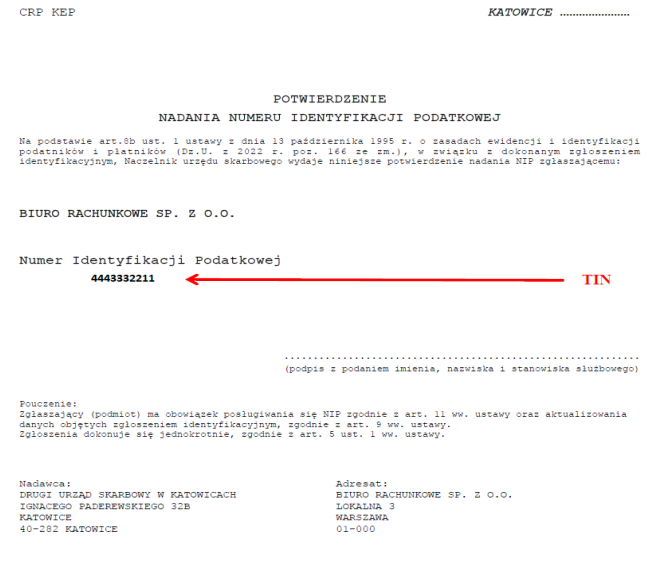 CRP KEP
KATOWICE ......................
POTWIERDZENIE
NADANIA NUMERU IDENTYFIKACJI PODATKOWEJ
Na podstawie art.8b ust. 1 ustawy z dnia 13 października 1995 r. o zasadach ewidencji i identyfikacji
podatników i płatników (Dz.U. z 2022 r. poz. 166 ze zm.), w związku z dokonanym zgłoszeniem
identyfikacyjnym, Naczelnik urzędu skarbowego wydaje niniejsze potwierdzenie nadania NIP zgłaszającemu:
BIURO RACHUNKOWE SP. Z O.O.
Numer Identyfikacji Podatkowej
4443332211
TIN
............................................................
(podpis z podaniem imienia, nazwiska i stanowiska służbowego)
Pouczenie:
Zgłaszający (podmiot) ma obowiązek posługiwania się NIP zgodnie z art. 11 ww. ustawy oraz aktualizowania
danych objętych zgłoszeniem identyfikacyjnym, zgodnie z art. 9 ww. ustawy.
Zgłoszenia dokonuje się jednokrotnie, zgodnie z art. 5 ust. 1 ww. ustawy.
Nadawca:
DRUGI URZĄD SKARBOWY W KATOWICACH
IGNACEGO PADEREWSKIEGO 32B
KATOWICE
40-282 KATOWICE
Adresat:
BIURO RACHUNKOWE SP. Z O.O.
LOKALNA 3
WARSZAWA
01-000